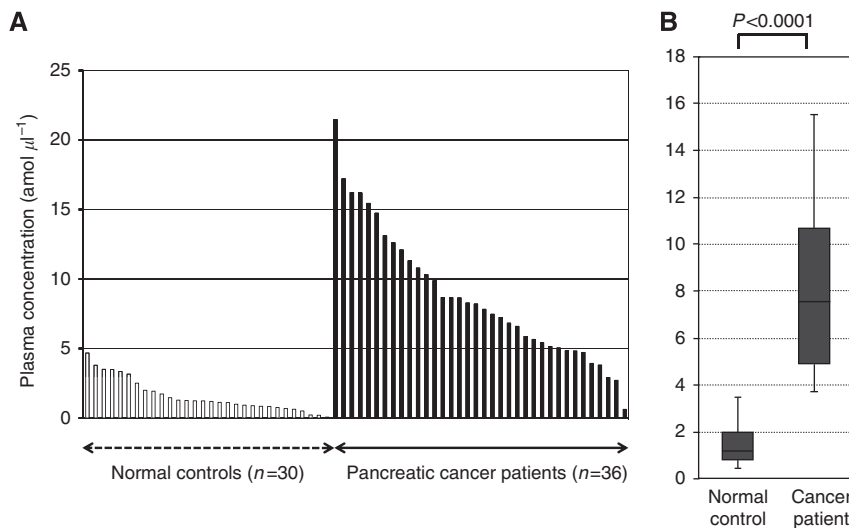 A
Plasma concentration (amol µl⁻¹)
25
20
15
10
5
0
Normal controls (n=30)
Pancreatic cancer patients (n=36)
B
P<0.0001
18
16
14
12
10
8
6
4
2
0
Normal
control
Cancer
patient